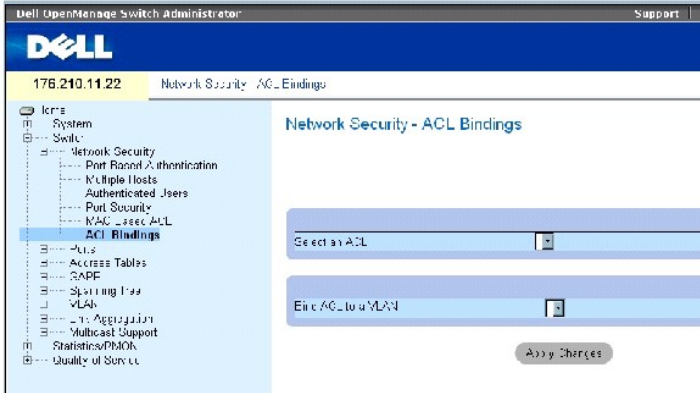 Dell OpenManage Switch Administrator
Support
DELL
176.210.11.22
Network Security - ACL Bindings
Home
System
Switch
Network Security
Port Based Authentication
Multiple Hosts
Authenticated Users
Port Security
MAC Based ACL
ACL Bindings
Ports
Address Tables
GARP
Spanning Tree
VLAN
Link Aggregation
Multicast Support
Statistics/RMON
Quality of Service
Network Security - ACL Bindings
Select an ACL
Bind ACL to a VLAN
Apply Changes